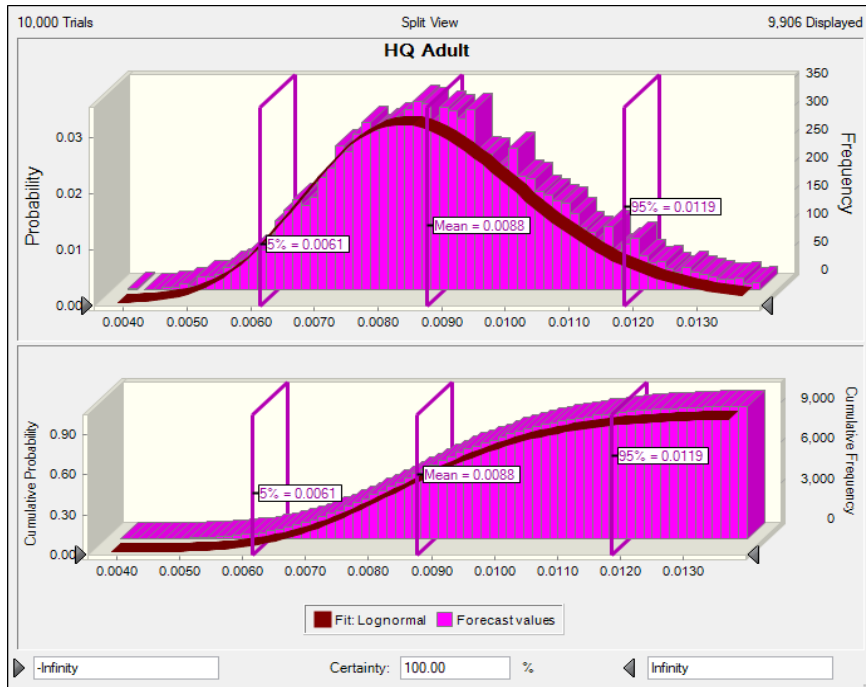 10,000 Trials Split View 9,906 Displayed
HQ Adult
Probability
0.03
0.02
0.01
0.00
Frequency
350
300
250
200
150
100
50
0
5% = 0.0061
Mean = 0.0088
95% = 0.0119
0.0040 0.0050 0.0060 0.0070 0.0080 0.0090 0.0100 0.0110 0.0120 0.0130
Cumulative Probability
0.90
0.60
0.30
0.00
Cumulative Frequency
9,000
6,000
3,000
0
5% = 0.0061
Mean = 0.0088
95% = 0.0119
0.0040 0.0050 0.0060 0.0070 0.0080 0.0090 0.0100 0.0110 0.0120 0.0130
Fit: Lognormal Forecast values
-Infinity Certainty: 100.00 % Infinity